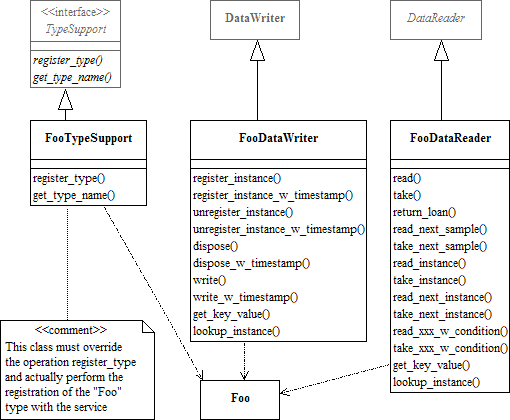 <<interface>>
TypeSupport
register_type()
get_type_name()
DataWriter
DataReader
FooTypeSupport
register_type()
get_type_name()
FooDataWriter
register_instance()
register_instance_w_timestamp()
unregister_instance()
unregister_instance_w_timestamp()
dispose()
dispose_w_timestamp()
write()
write_w_timestamp()
get_key_value()
lookup_instance()
FooDataReader
read()
take()
return_loan()
read_next_sample()
take_next_sample()
read_instance()
take_instance()
read_next_instance()
take_next_instance()
read_xxx_w_condition()
take_xxx_w_condition()
get_key_value()
lookup_instance()
<<comment>>
This class must override
the operation register_type
and actually perform the
registration of the "Foo"
type with the service
Foo